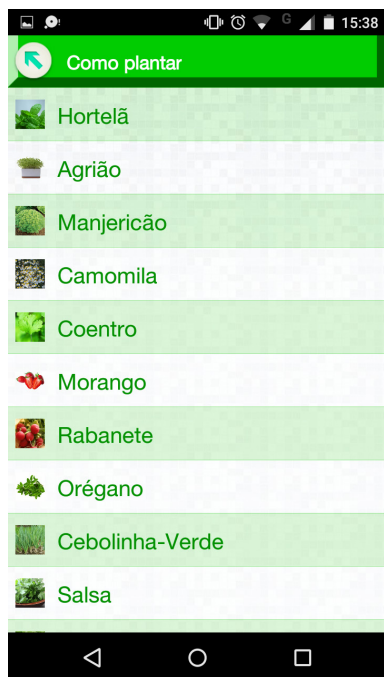 G 15:38
Como plantar
Hortelã
Agrião
Manjericão
Camomila
Coentro
Morango
Rabanete
Orégano
Cebolinha-Verde
Salsa